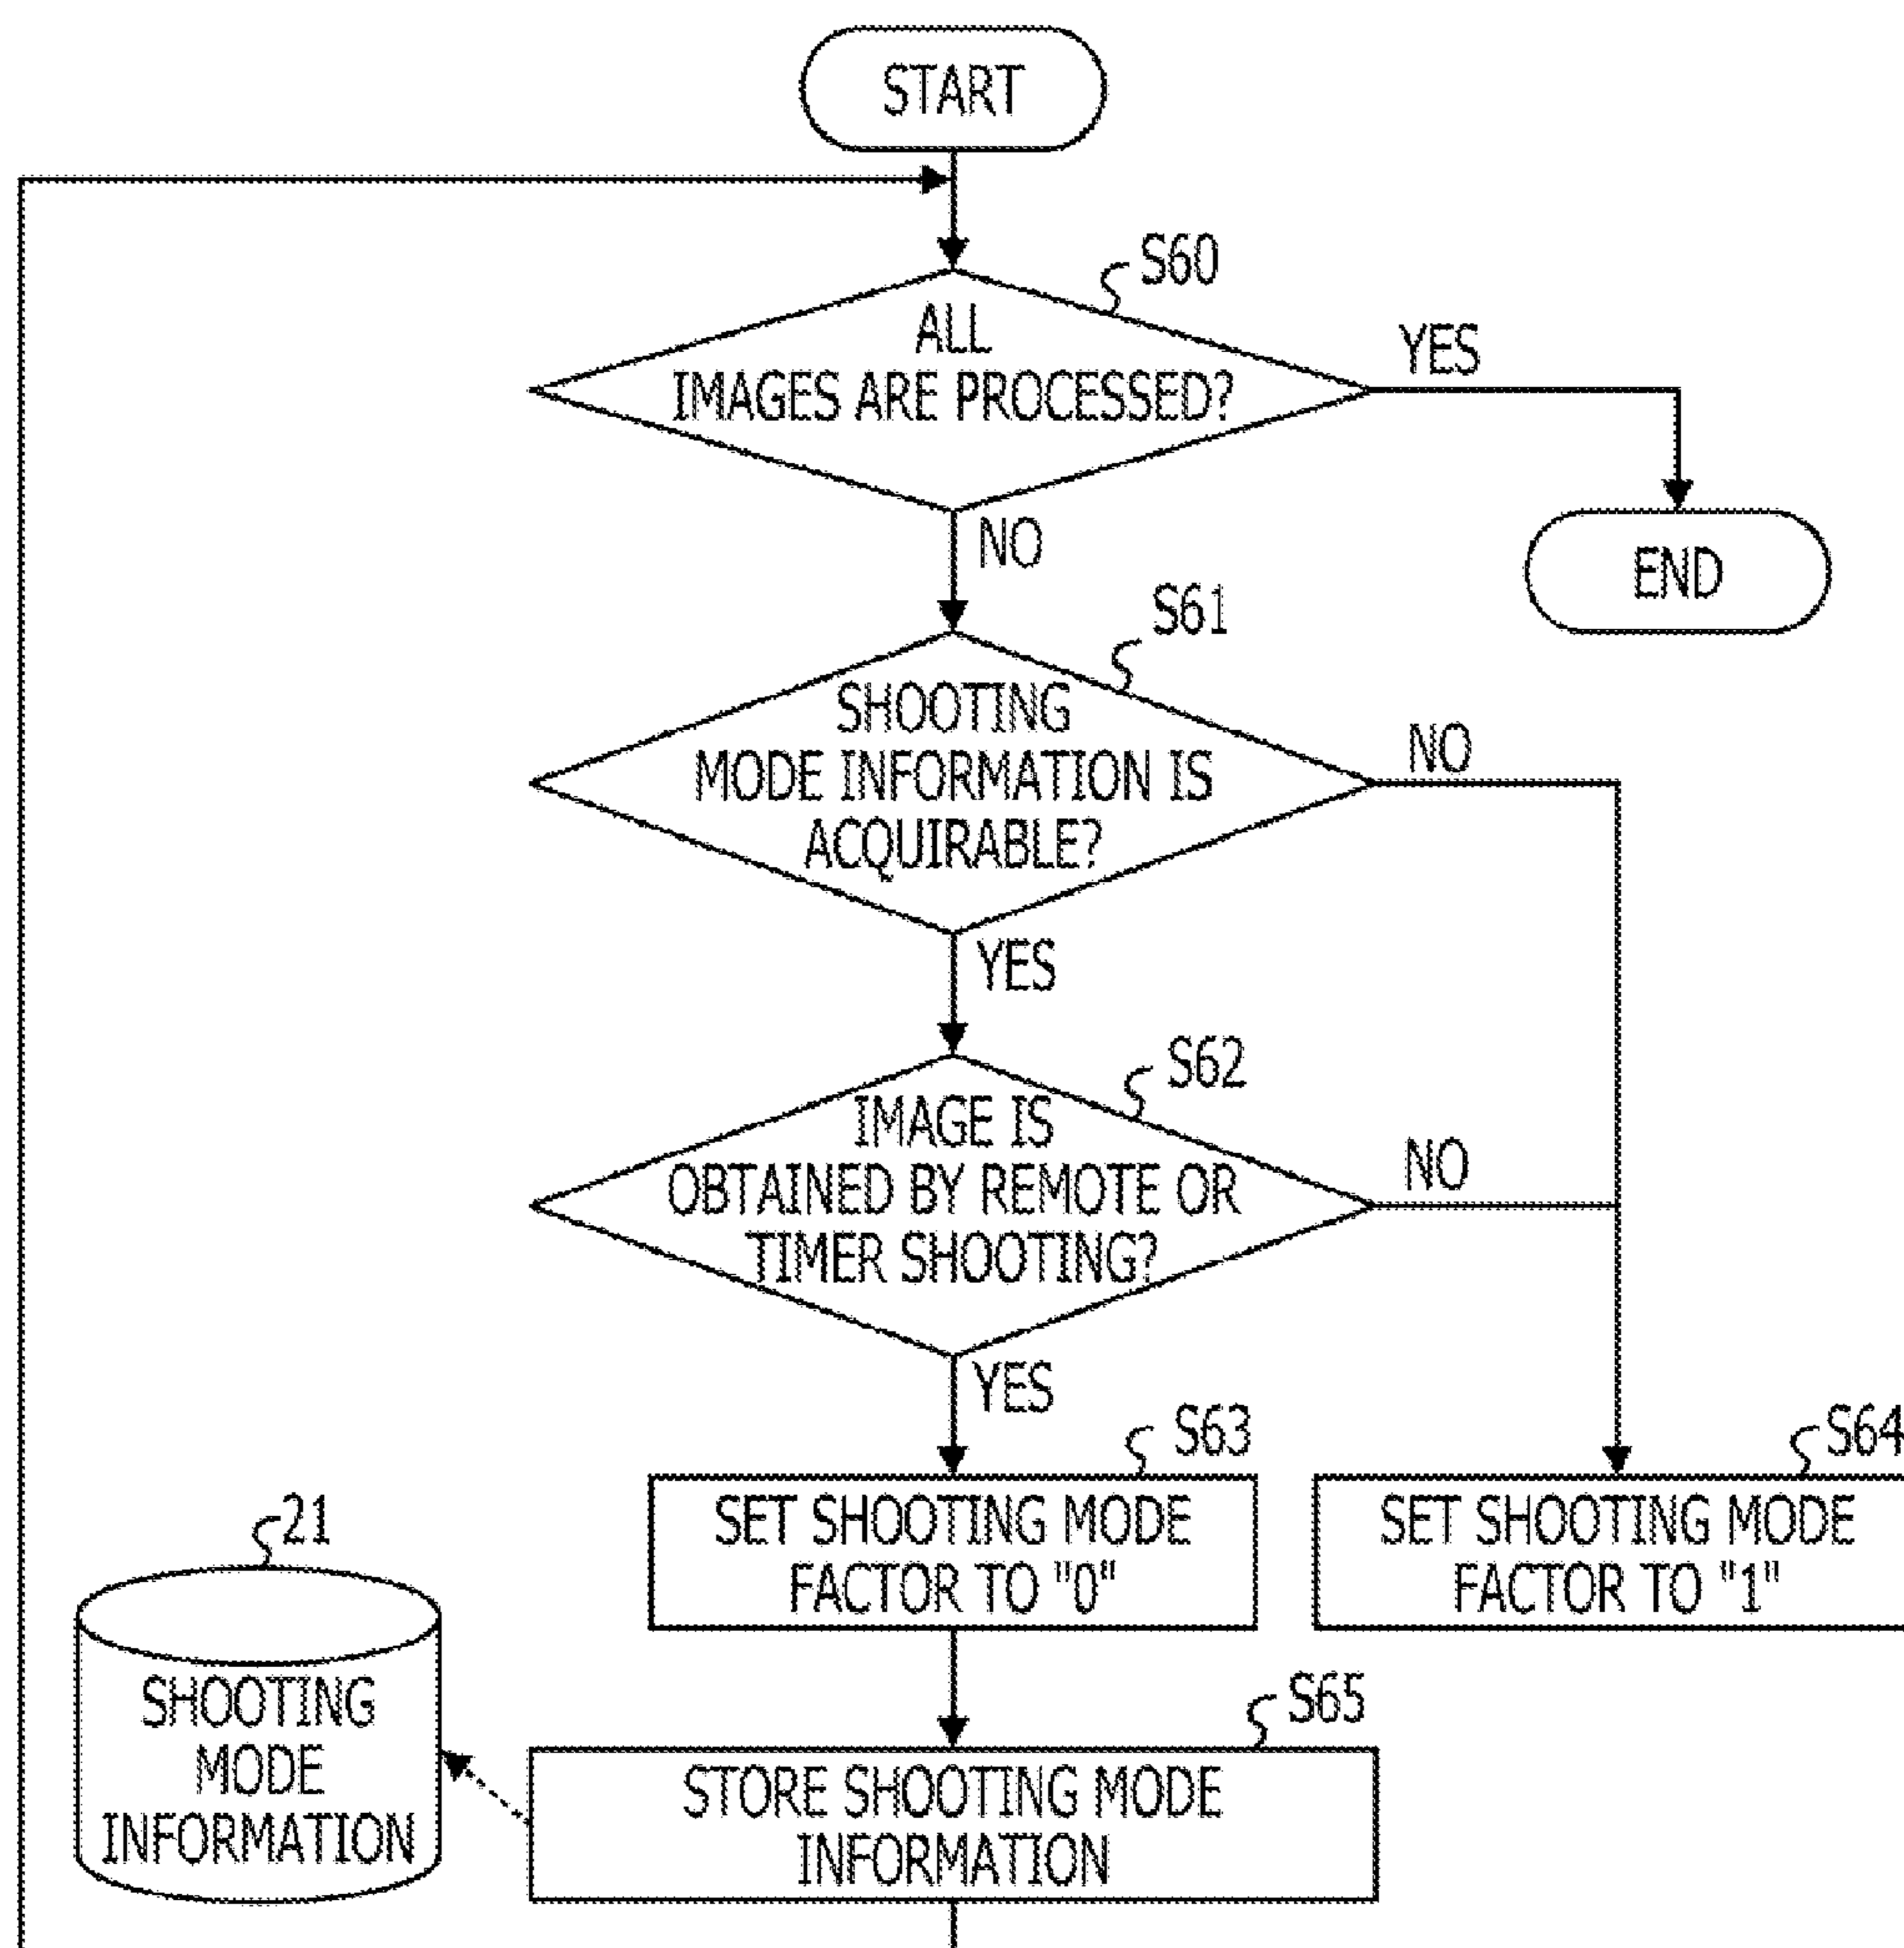 START
S60
ALL
IMAGES ARE PROCESSED?
YES
NO
END
S61
SHOOTING
MODE INFORMATION IS
ACQUIRABLE?
NO
YES
S62
IMAGE IS
OBTAINED BY REMOTE OR
TIMER SHOOTING?
NO
YES
S63
SET SHOOTING MODE
FACTOR TO "0"
S64
SET SHOOTING MODE
FACTOR TO "1"
21
SHOOTING
MODE
INFORMATION
S65
STORE SHOOTING MODE
INFORMATION